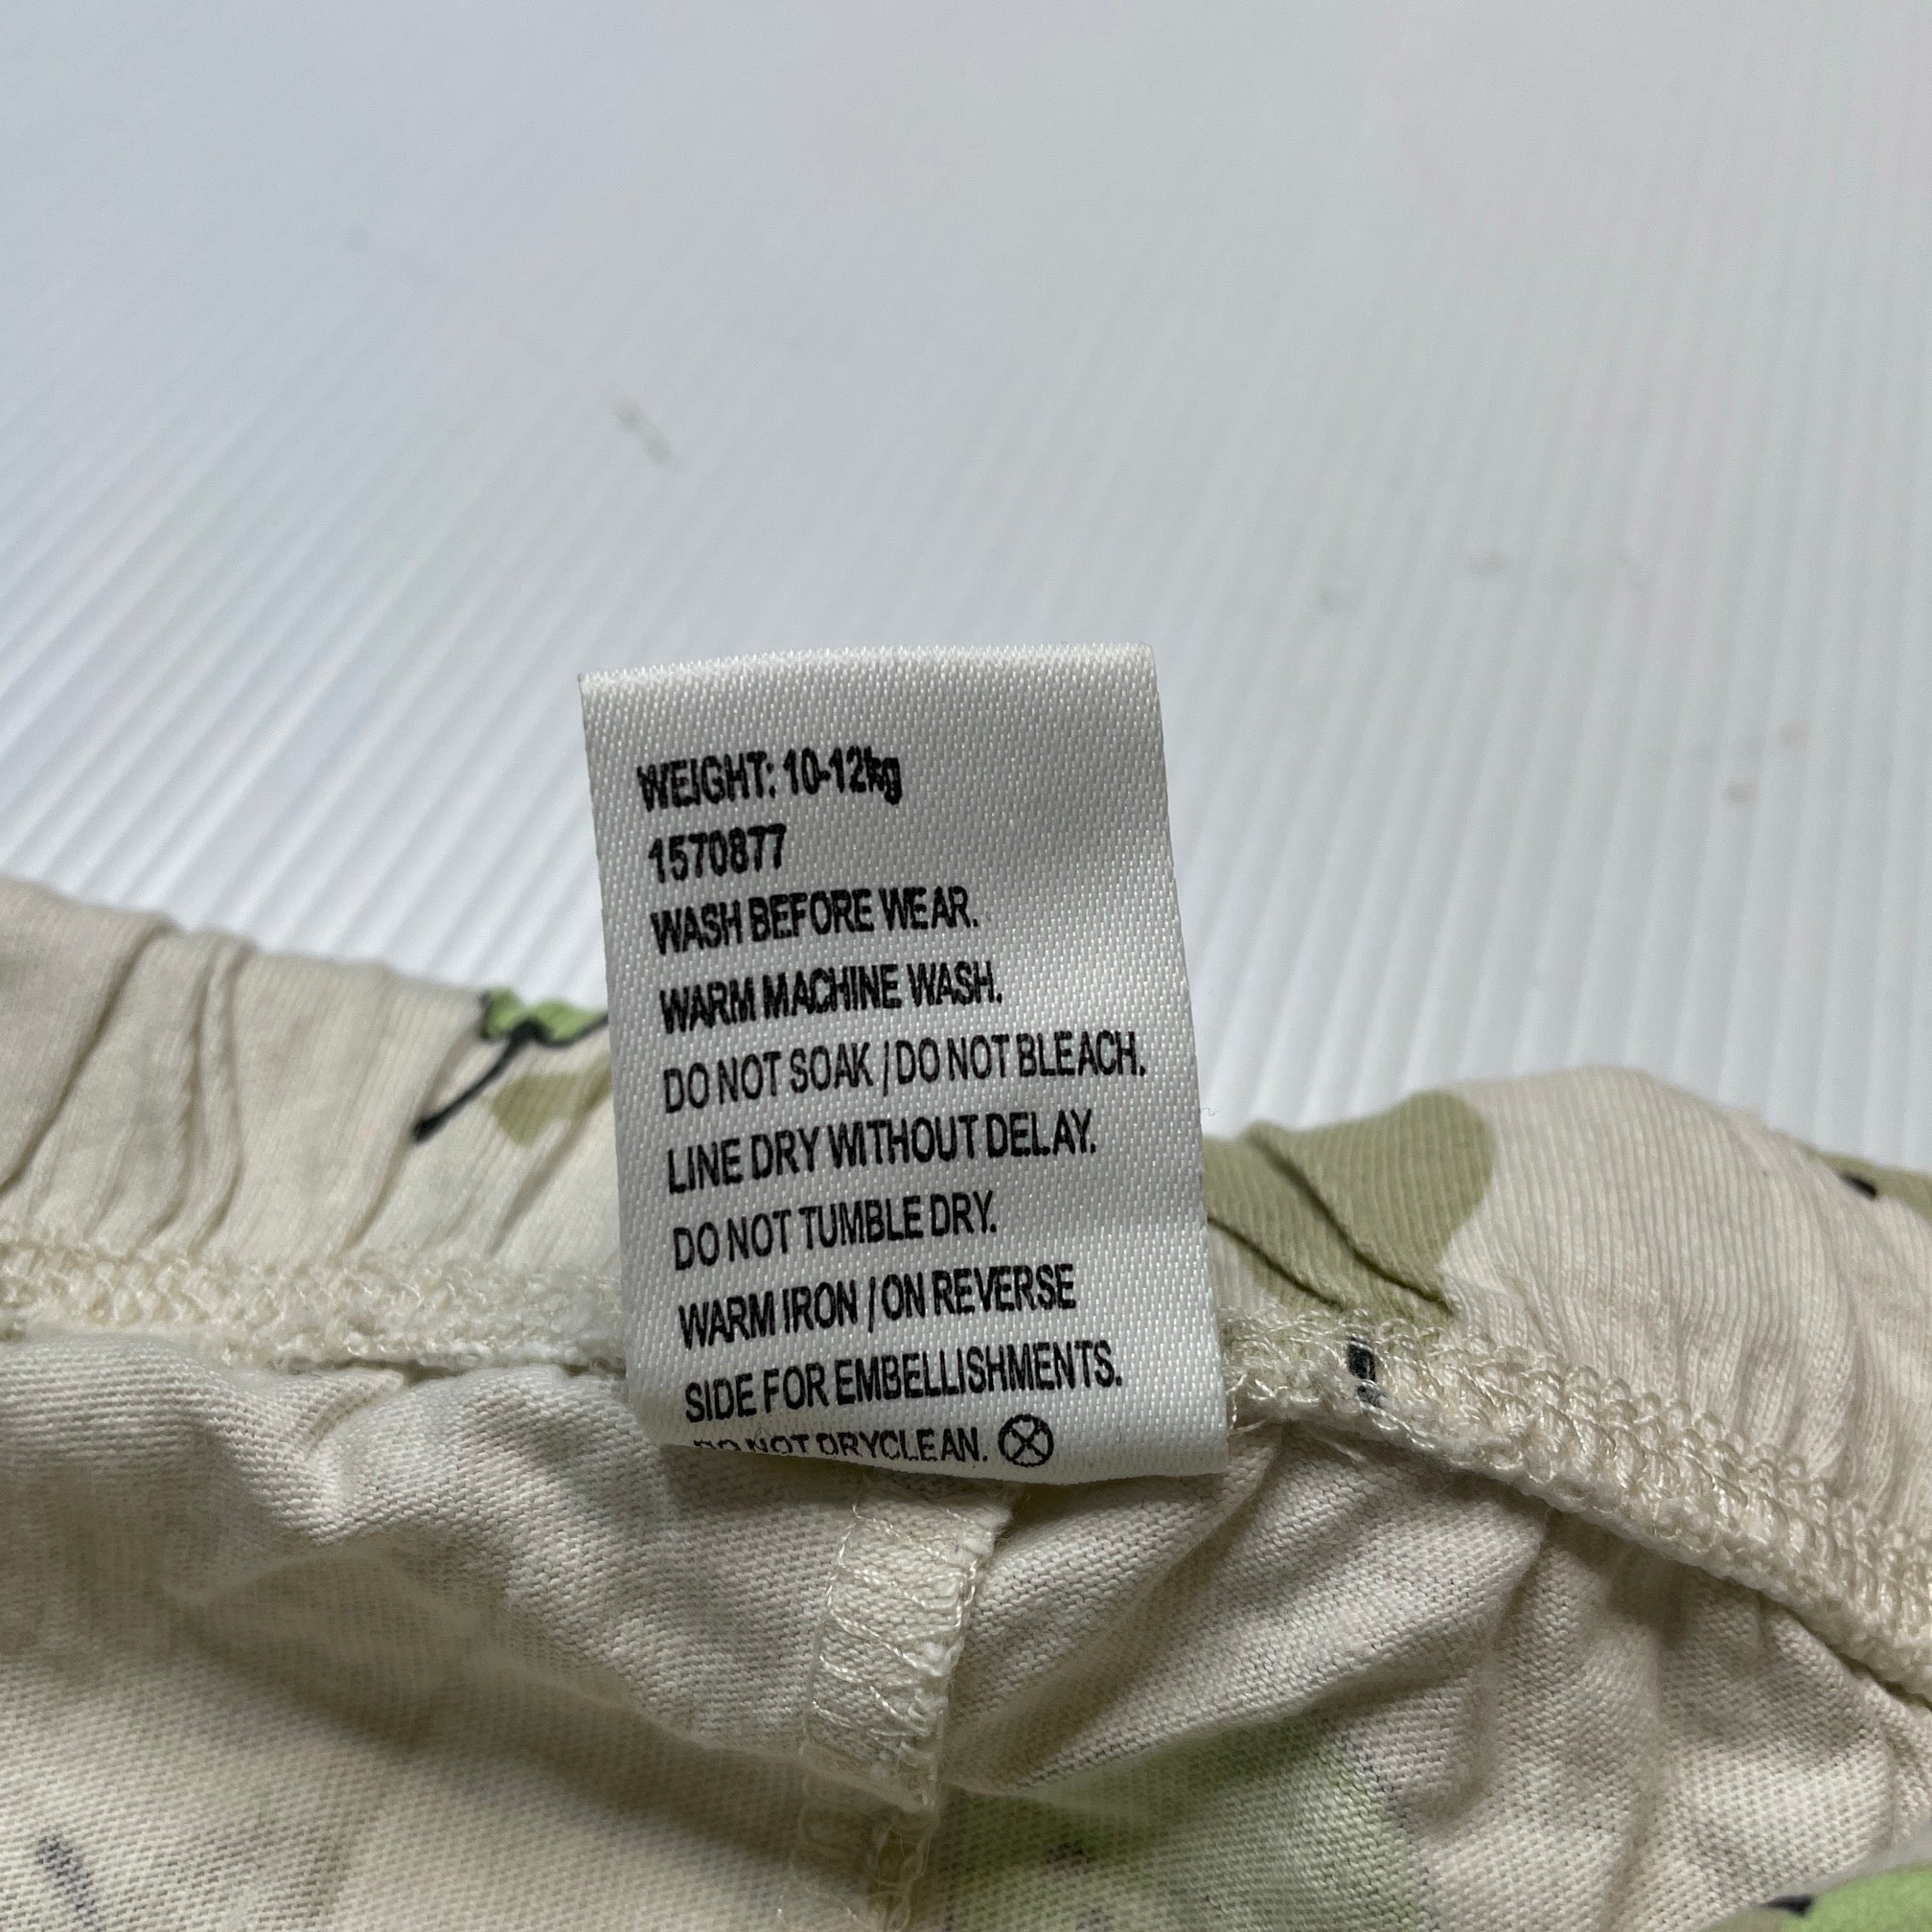 WEIGHT: 10-12kg
1570877
WASH BEFORE WEAR.
WARM MACHINE WASH.
DO NOT SOAK / DO NOT BLEACH.
LINE DRY WITHOUT DELAY.
DO NOT TUMBLE DRY.
WARM IRON / ON REVERSE
SIDE FOR EMBELLISHMENTS.
DO NOT DRYCLEAN.